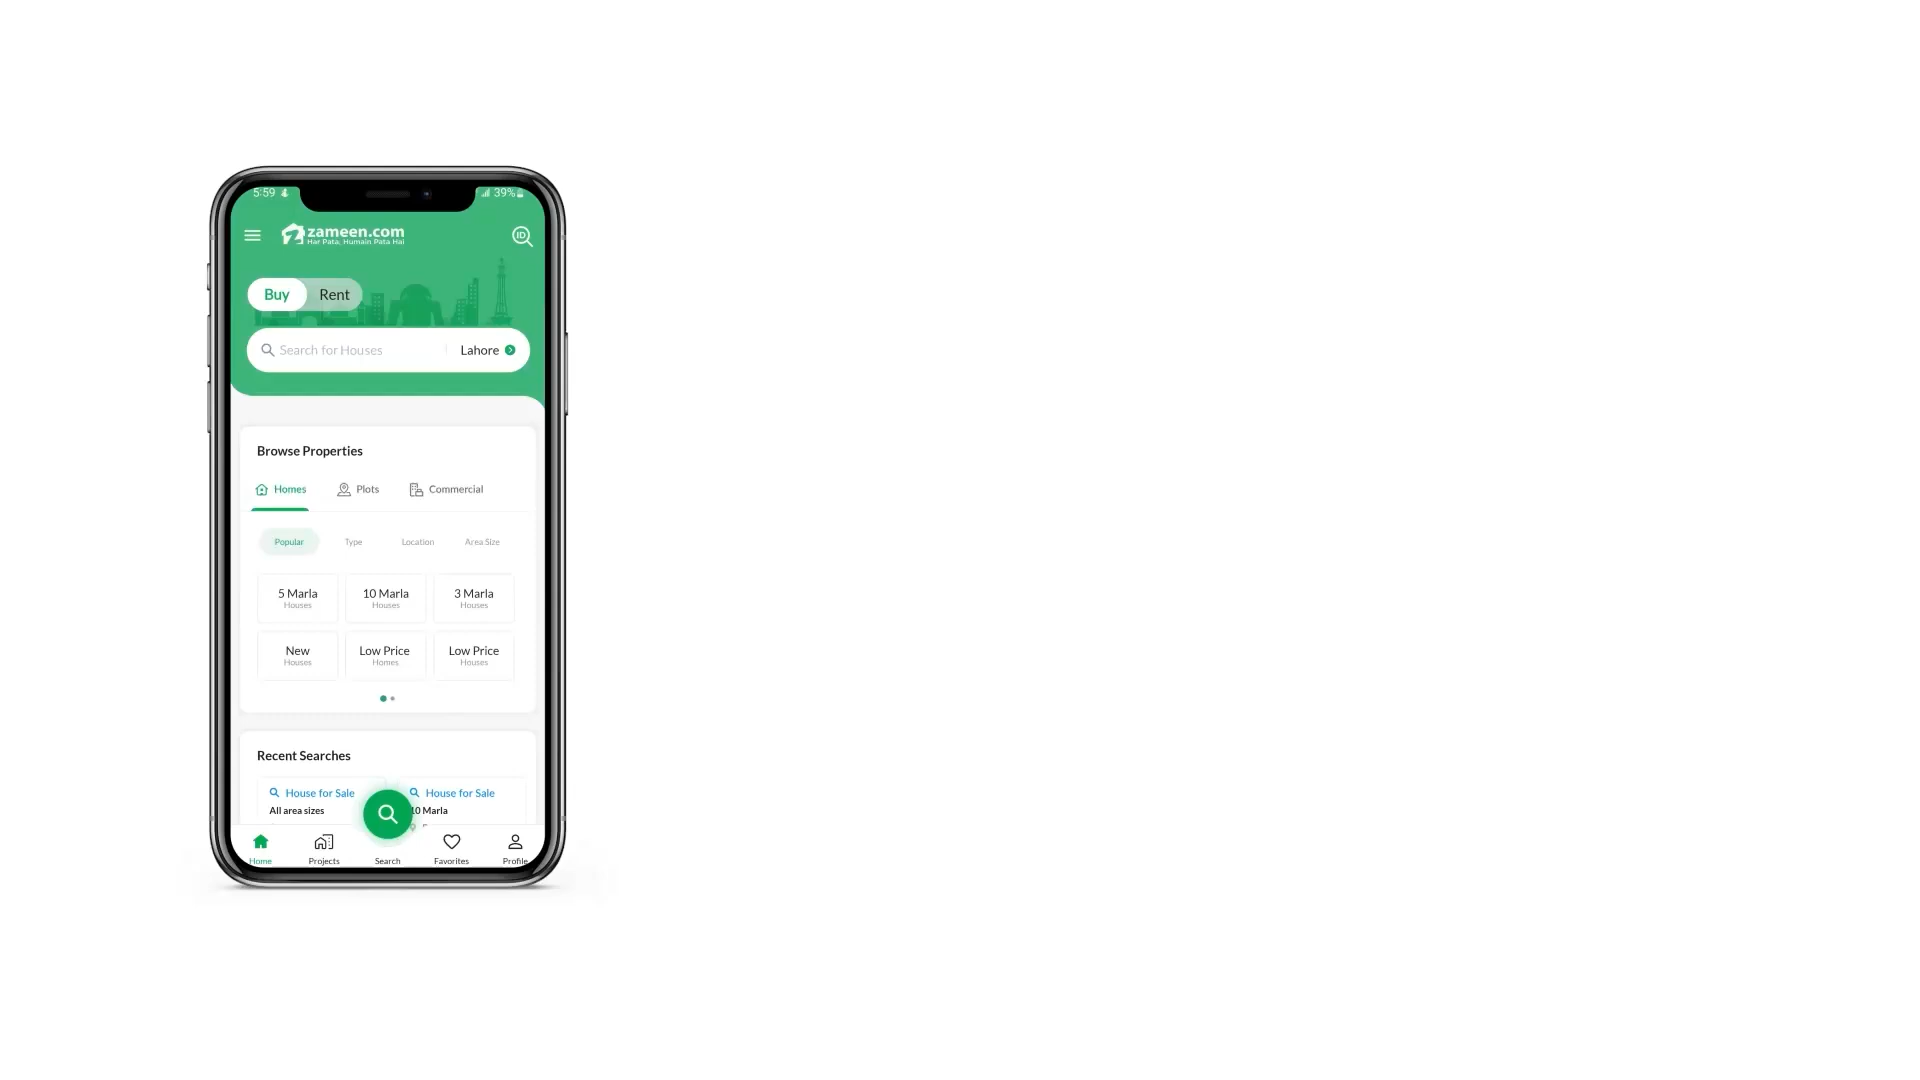 5:59
39%
zameen.com
Har Pata, Humain Pata Hai
ID
Buy Rent
Search for Houses Lahore
Browse Properties
Homes Plots Commercial
Popular Type Location Area Size
5 Marla 10 Marla 3 Marla
Houses Houses Houses
New Low Price Low Price
Houses Homes Houses
Recent Searches
House for Sale House for Sale
All area sizes 10 Marla
Home Projects Search Favorites Profile